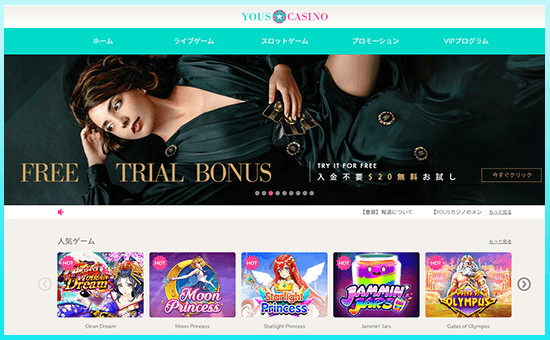 YOUS CASINO
ホーム ライブゲーム スロットゲーム プロモーション VIPプログラム
FREE TRIAL BONUS
TRY IT FOR FREE
入金不要$20無料お試し
今すぐクリック
【重要】報道について 【YOUSカジノのメン もっと見る
人気ゲーム もっと見る
HOT HOT HOT HOT
Dream
Moon Princess
Starlight Princess
JAMMIN' JARS
GATES OF OLYMPUS
Oiran Dream Moon Princess Starlight Princess Jammin' Jars Gates of Olympus